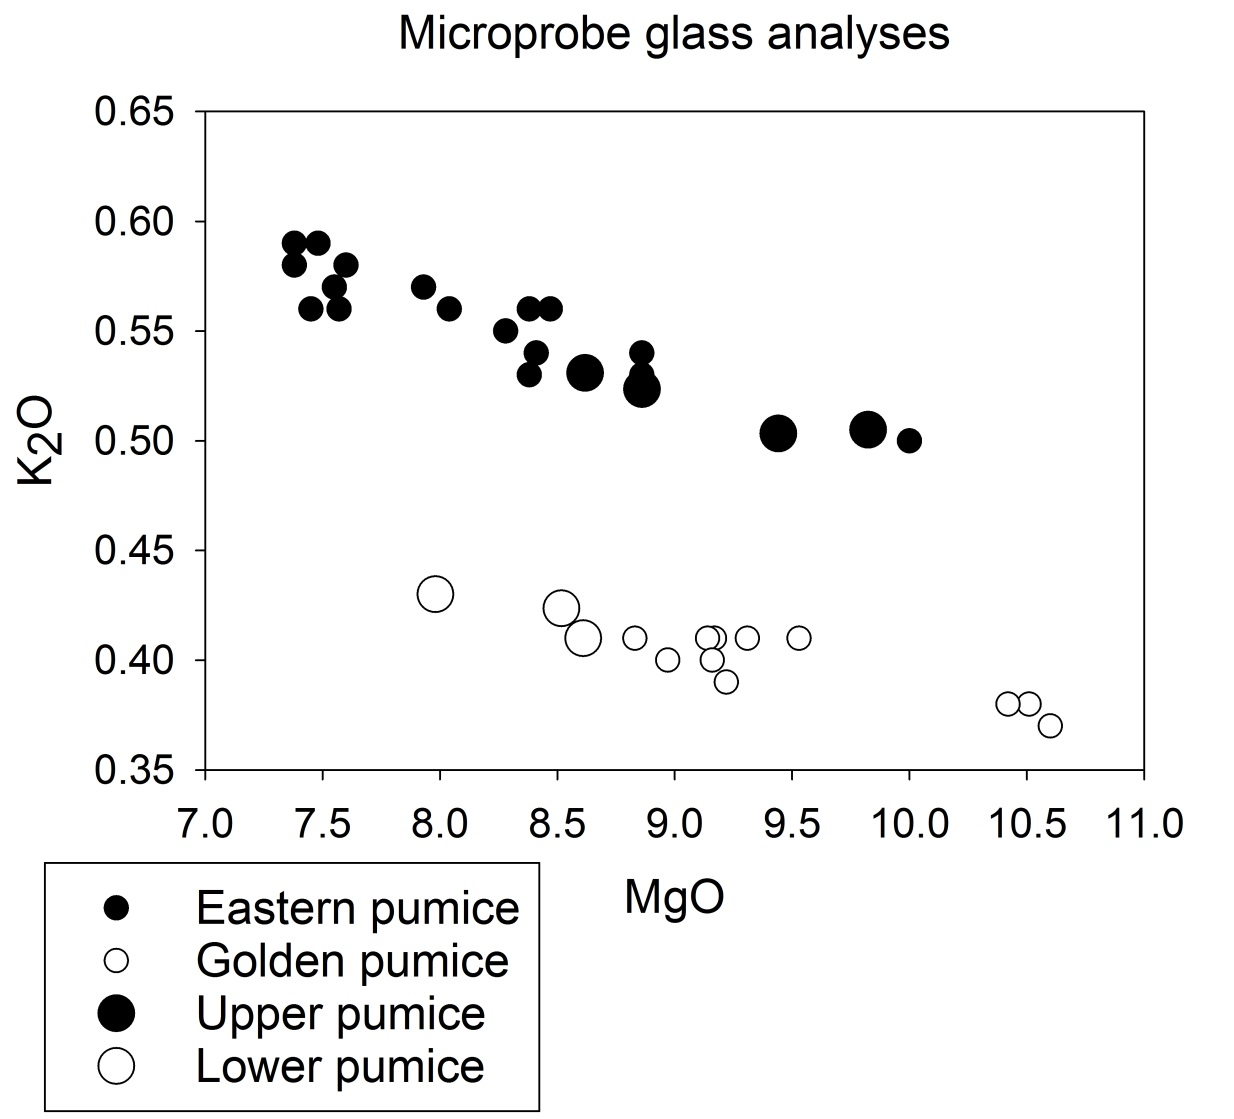 Microprobe glass analyses
0.65
0.60
0.55
0.50
0.45
0.40
0.35
K2O
7.0 7.5 8.0 8.5 9.0 9.5 10.0 10.5 11.0
MgO
Eastern pumice
Golden pumice
Upper pumice
Lower pumice